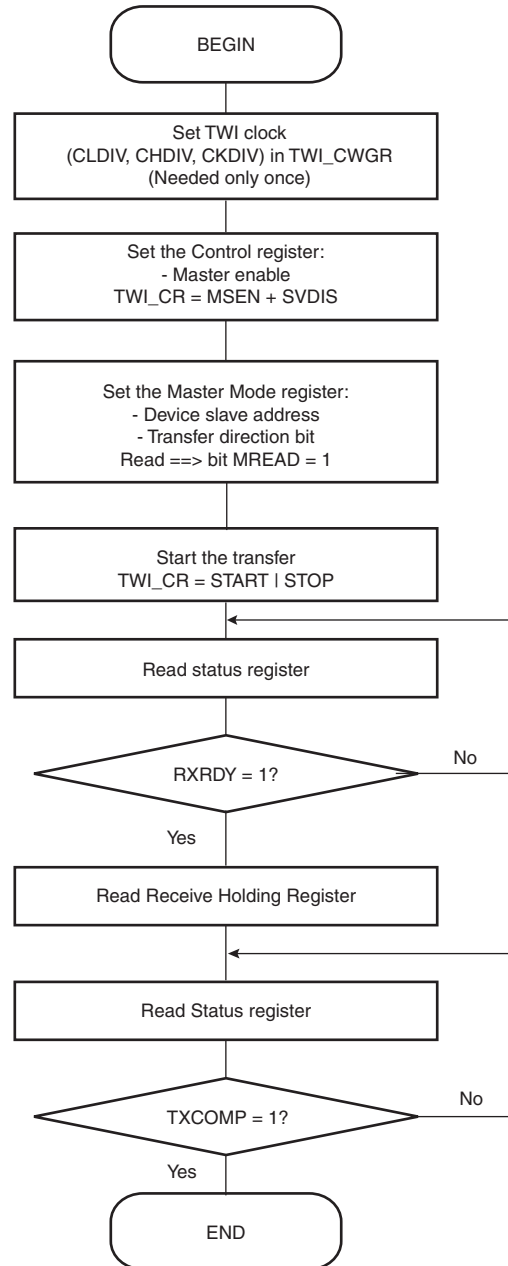 BEGIN
Set TWI clock
(CLDIV, CHDIV, CKDIV) in TWI_CWGR
(Needed only once)
Set the Control register:
- Master enable
TWI_CR = MSEN + SVDIS
Set the Master Mode register:
- Device slave address
- Transfer direction bit
Read ==> bit MREAD = 1
Start the transfer
TWI_CR = START | STOP
Read status register
RXRDY = 1?
No
Yes
Read Receive Holding Register
Read Status register
TXCOMP = 1?
No
Yes
END